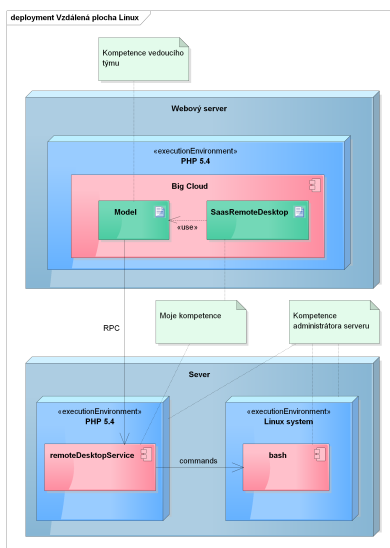 deployment Vzdálená plocha Linux
Kompetence vedoucího
týmu
Webový server
«executionEnvironment»
PHP 5.4
Big Cloud
Model
SaasRemoteDesktop
«use»
Moje kompetence
Kompetence
administrátora serveru
RPC
Sever
«executionEnvironment»
PHP 5.4
«executionEnvironment»
Linux system
remoteDesktopService
commands
bash